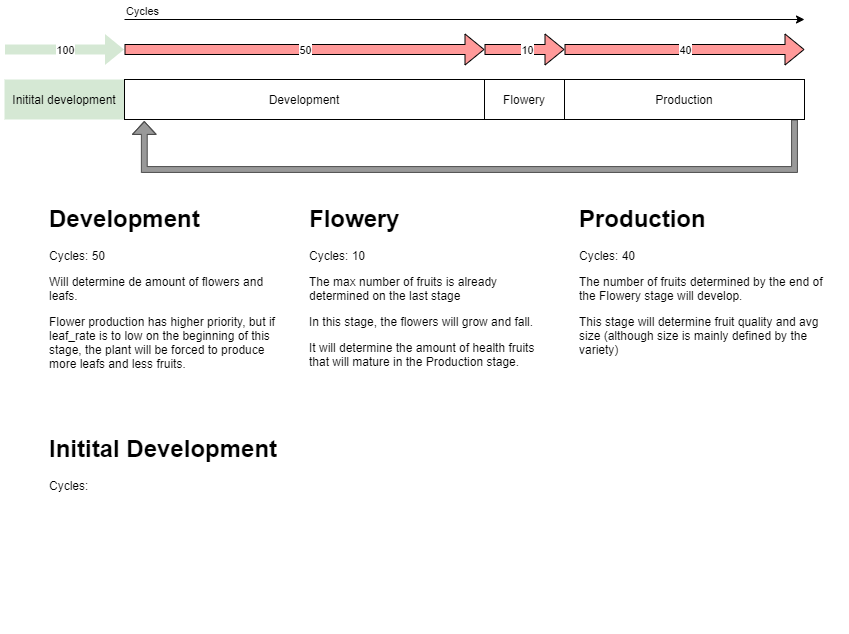 Cycles
100
50
10
40
Initital development
Development
Flowery
Production
Development
Cycles: 50
Will determine de amount of flowers and
leafs.
Flower production has higher priority, but if
leaf_rate is to low on the beginning of this
stage, the plant will be forced to produce
more leafs and less fruits.
Flowery
Cycles: 10
The max number of fruits is already
determined on the last stage
In this stage, the flowers will grow and fall.
It will determine the amount of health fruits
that will mature in the Production stage.
Production
Cycles: 40
The number of fruits determined by the end of
the Flowery stage will develop.
This stage will determine fruit quality and avg
size (although size is mainly defined by the
variety)
Initital Development
Cycles: